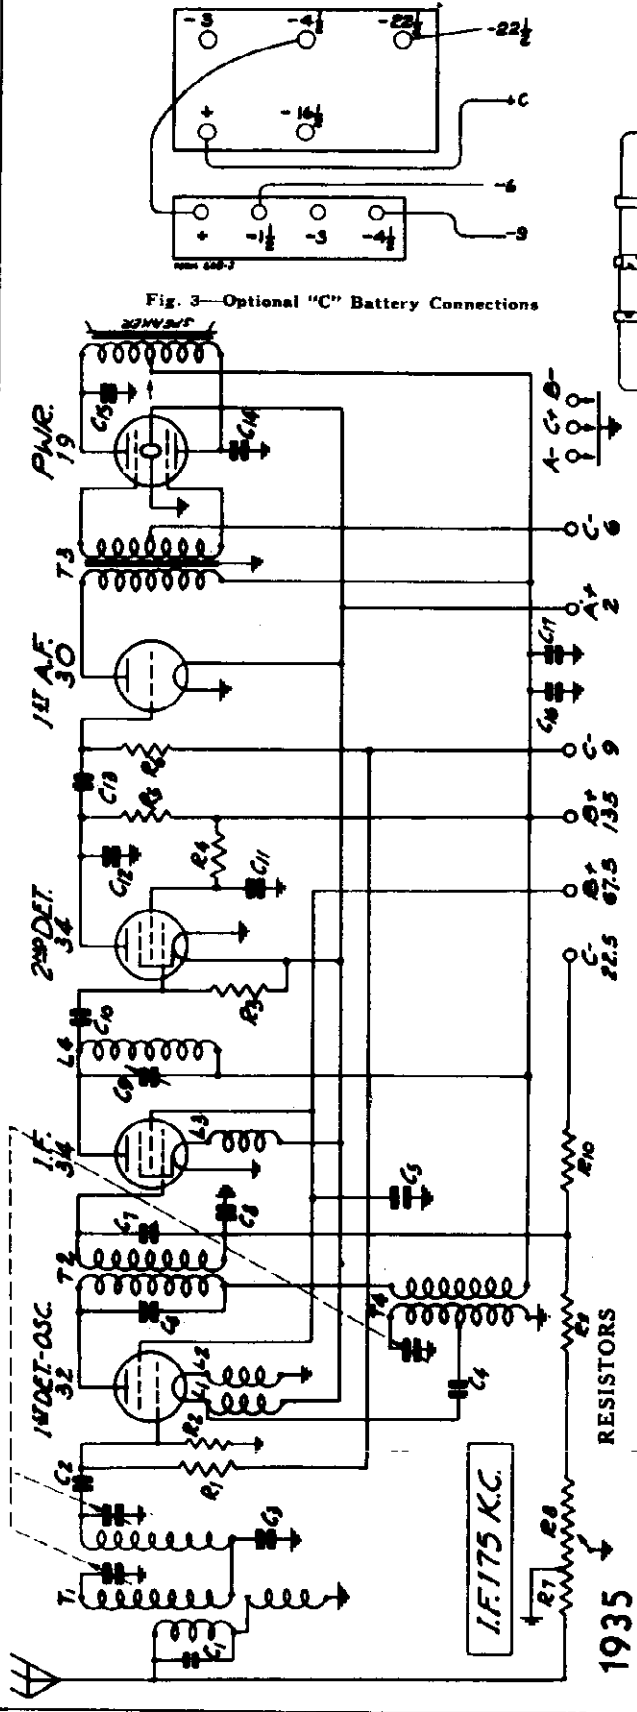 -3 -4½ -22½
-22½
+ -16½
+C
-6
+ -1½ -3 -4½
-9
Fig. 3—Optional "C" Battery Connections
1ST DET.-OSC.
32
I.F.
34
2ND DET.
34
1ST A.F.
30
PWR.
19
SPEAKER
T1
C1
C2
C3
R1
R2
L1
L2
C6
T2
C7
C8
L3
C9
L4
C10
R3
C11
R4
C12
R5
C13
R6
T3
C14
C15
C4
T4
C5
C16
C17
C-
22.5
B+
67.5
B+
135
C-
9
A+
2
C-
6
A- C+ B-
R7
R8
R9
R10
I.F. 175 K.C.
1935
RESISTORS